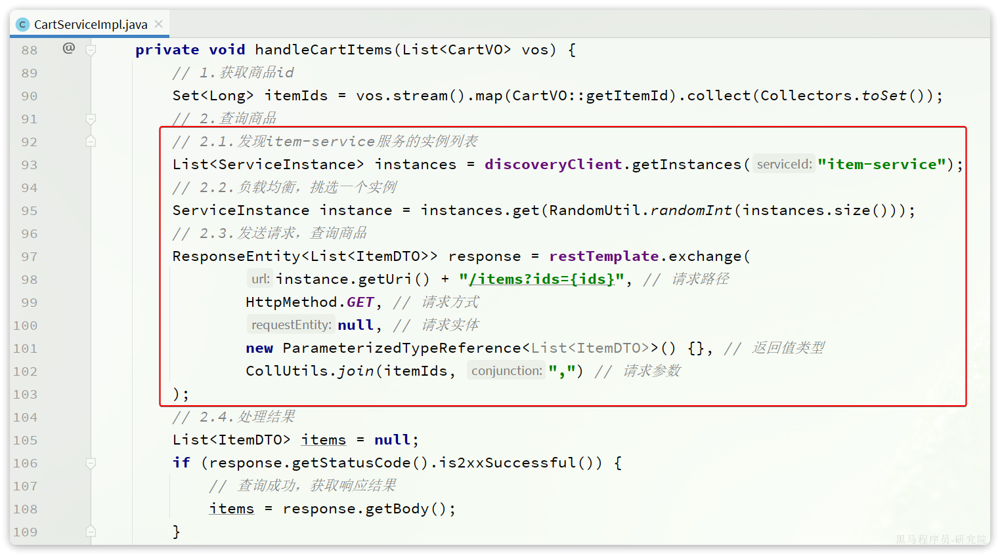 CartServiceImpl.java
88 @ private void handleCartItems(List<CartVO> vos) {
89 // 1.获取商品id
90 Set<Long> itemIds = vos.stream().map(CartVO::getItemId).collect(Collectors.toSet());
91 // 2.查询商品
92 // 2.1.发现item-service服务的实例列表
93 List<ServiceInstance> instances = discoveryClient.getInstances( serviceId: "item-service");
94 // 2.2.负载均衡，挑选一个实例
95 ServiceInstance instance = instances.get(RandomUtil.randomInt(instances.size()));
96 // 2.3.发送请求，查询商品
97 ResponseEntity<List<ItemDTO>> response = restTemplate.exchange(
98 url: instance.getUri() + "/items?ids={ids}", // 请求路径
99 HttpMethod.GET, // 请求方式
100 requestEntity: null, // 请求实体
101 new ParameterizedTypeReference<List<ItemDTO>>() {}, // 返回值类型
102 CollUtils.join(itemIds, conjunction: ",") // 请求参数
103 );
104 // 2.4.处理结果
105 List<ItemDTO> items = null;
106 if (response.getStatusCode().is2xxSuccessful()) {
107 // 查询成功，获取响应结果
108 items = response.getBody();
109 }
黑马程序员-研究院